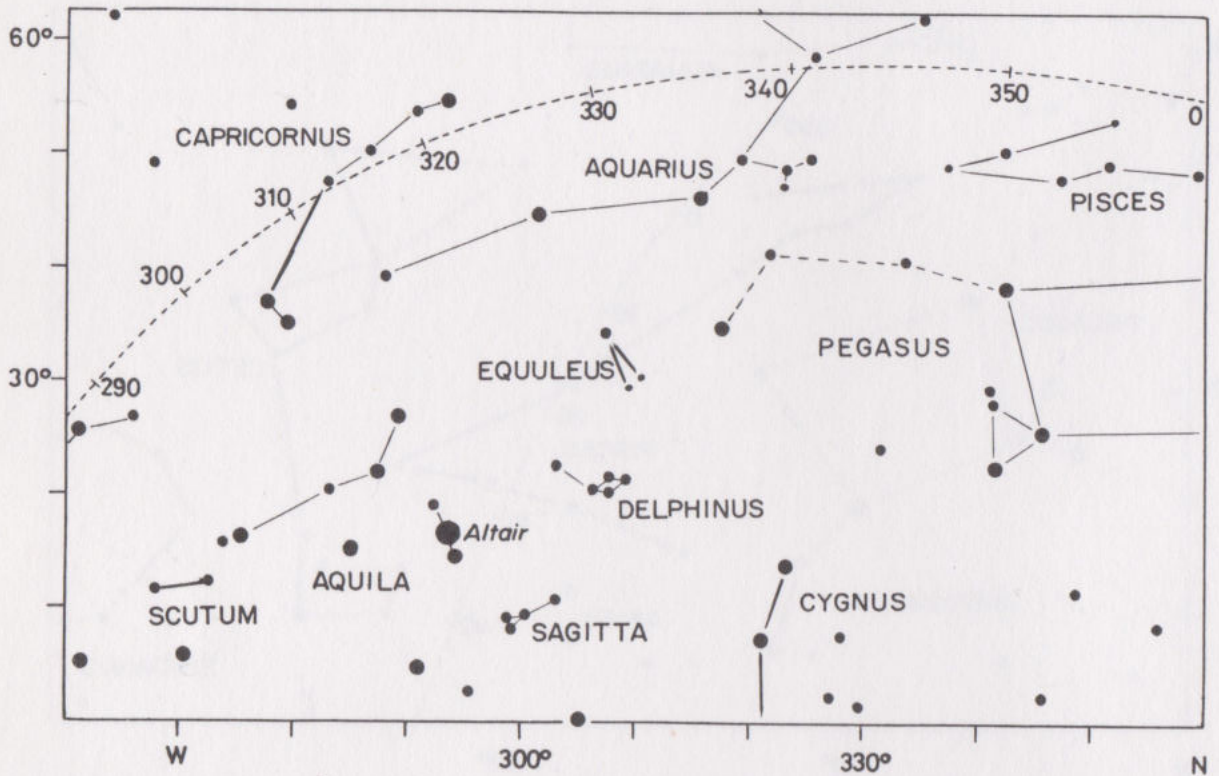 60°
340
350
330
CAPRICORNUS
0
320
AQUARIUS
PISCES
310
300
PEGASUS
EQUULEUS
30°
290
DELPHINUS
Altair
AQUILA
SCUTUM
CYGNUS
SAGITTA
W
300°
330°
N